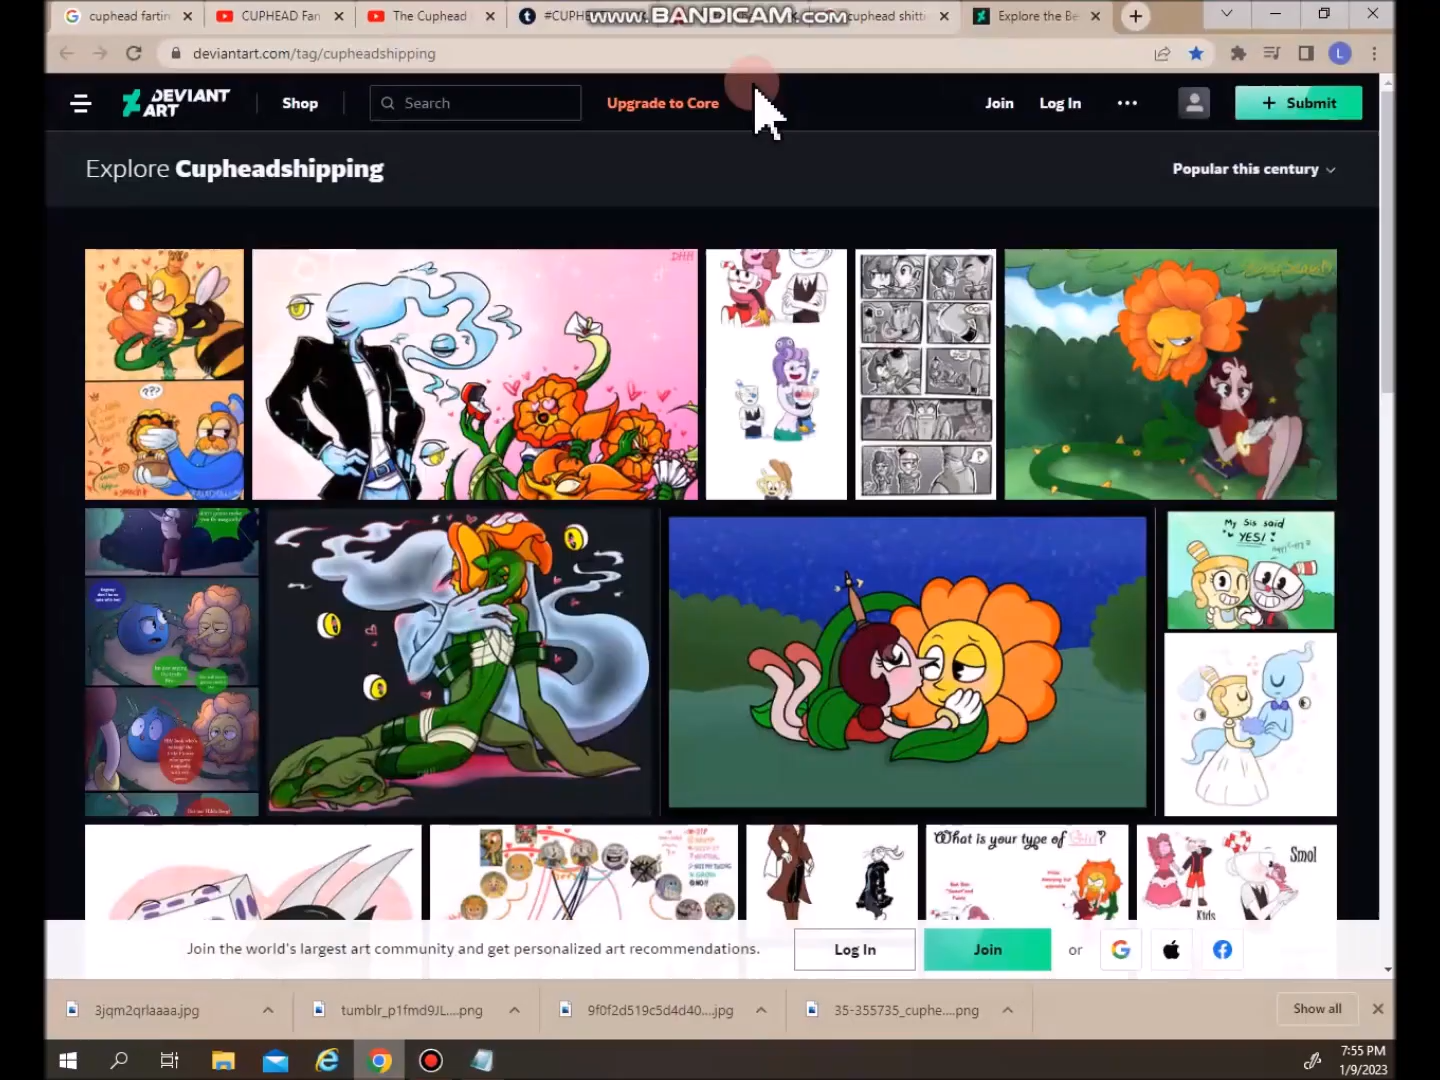 cuphead fartin
CUPHEAD Fan
The Cuphead
#CUPHE
www.BANDICAM.com
cuphead shitt
Explore the Be
deviantart.com/tag/cupheadshipping
L
DEVIANT
ART
Shop
Search
Upgrade to Core
Join
Log In
Submit
Explore Cupheadshipping
Popular this century
DHA
???
?
My Sis said
YES!
What is your type of Girl?
Smol
Kids
Join the world's largest art community and get personalized art recommendations.
Log In
Join
or
3jqm2qrlaaaa.jpg
tumblr_p1fmd9JL....png
9f0f2d519c5d4d40....jpg
35-355735_cuphe....png
Show all
7:55 PM
1/9/2023